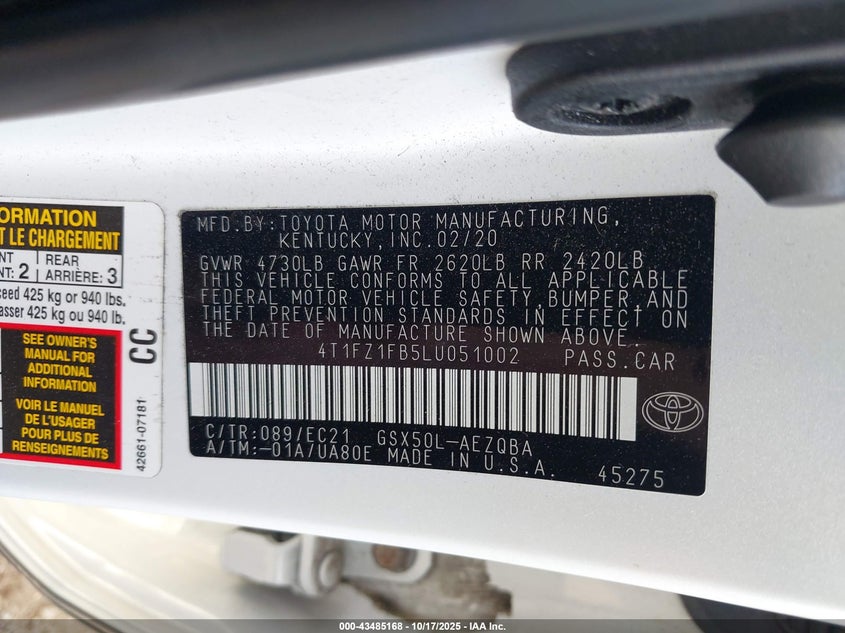 ORMATION
T LE CHARGEMENT
NT REAR
NT: 2 ARRIÈRE: 3
ceed 425 kg or 940 lbs.
asser 425 kg ou 940 lb.
SEE OWNER'S
MANUAL FOR
ADDITIONAL
INFORMATION
VOIR LE MANUEL
DE L'USAGER
POUR PLUS DE
RENSEIGNEMENTS
CC
42661-07181
MFD.BY:TOYOTA MOTOR MANUFACTURING,
KENTUCKY,INC.02/20
GVWR 4730LB GAWR FR 2620LB RR 2420LB
THIS VEHICLE CONFORMS TO ALL APPLICABLE
FEDERAL MOTOR VEHICLE SAFETY,BUMPER,AND
THEFT PREVENTION STANDARDS IN EFFECT ON
THE DATE OF MANUFACTURE SHOWN ABOVE.
4T1FZ1FB5LU051002 PASS.CAR
C/TR:089/EC21 GSX50L-AEZQBA
A/TM:-01A/UA80E MADE IN U.S.A.
45275
000-43485168 - 10/17/2025 - IAA Inc.